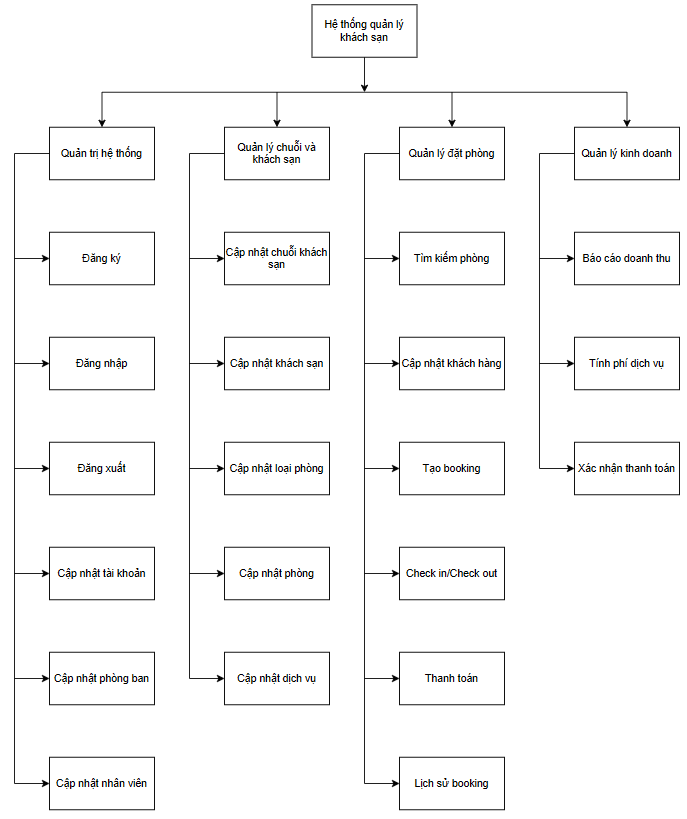 Hệ thống quản lý
khách sạn
Quản trị hệ thống
Quản lý chuỗi và
khách sạn
Quản lý đặt phòng
Quản lý kinh doanh
Đăng ký
Cập nhật chuỗi khách
sạn
Tìm kiếm phòng
Báo cáo doanh thu
Đăng nhập
Cập nhật khách sạn
Cập nhật khách hàng
Tính phí dịch vụ
Đăng xuất
Cập nhật loại phòng
Tạo booking
Xác nhận thanh toán
Cập nhật tài khoản
Cập nhật phòng
Check in/Check out
Cập nhật phòng ban
Cập nhật dịch vụ
Thanh toán
Cập nhật nhân viên
Lịch sử booking